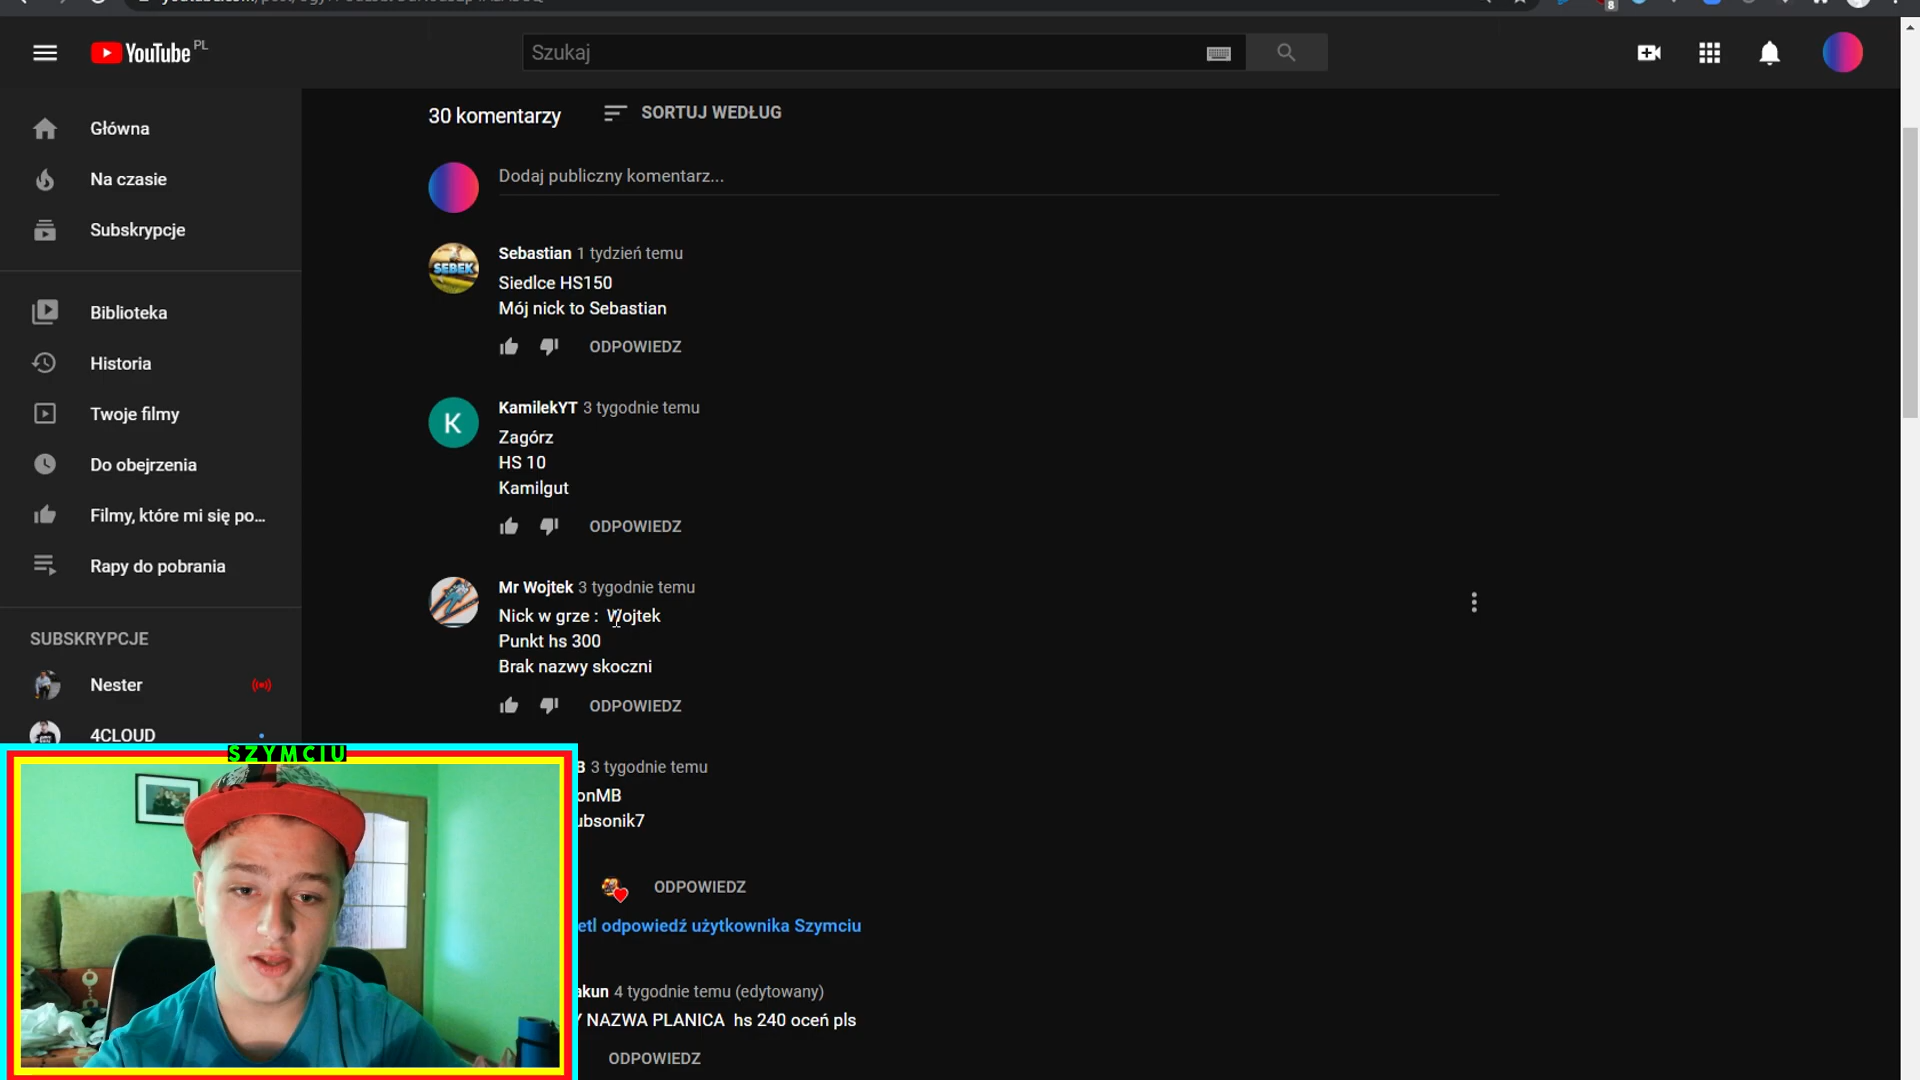 YouTube PL
Szukaj
8
Główna
Na czasie
Subskrypcje
Biblioteka
Historia
Twoje filmy
Do obejrzenia
Filmy, które mi się po...
Rapy do pobrania
SUBSKRYPCJE
Nester
4CLOUD
SZYMCIU
30 komentarzy
SORTUJ WEDŁUG
Dodaj publiczny komentarz...
SEBEK
Sebastian 1 tydzień temu
Siedlce HS150
Mój nick to Sebastian
ODPOWIEDZ
K
KamilekYT 3 tygodnie temu
Zagórz
HS 10
Kamilgut
ODPOWIEDZ
Mr Wojtek 3 tygodnie temu
Nick w grze : Wojtek
Punkt hs 300
Brak nazwy skoczni
ODPOWIEDZ
B 3 tygodnie temu
onMB
ubsonik7
ODPOWIEDZ
etl odpowiedź użytkownika Szymciu
akun 4 tygodnie temu (edytowany)
Y NAZWA PLANICA hs 240 oceń pls
ODPOWIEDZ